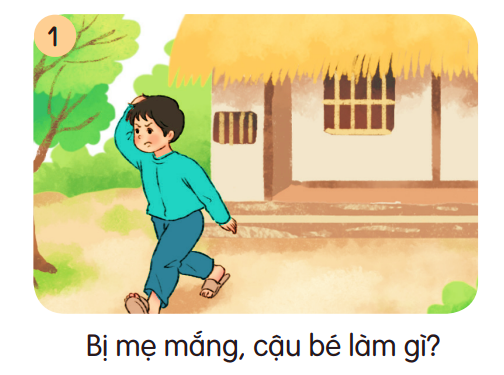 1
Bị mẹ mắng, cậu bé làm gì?